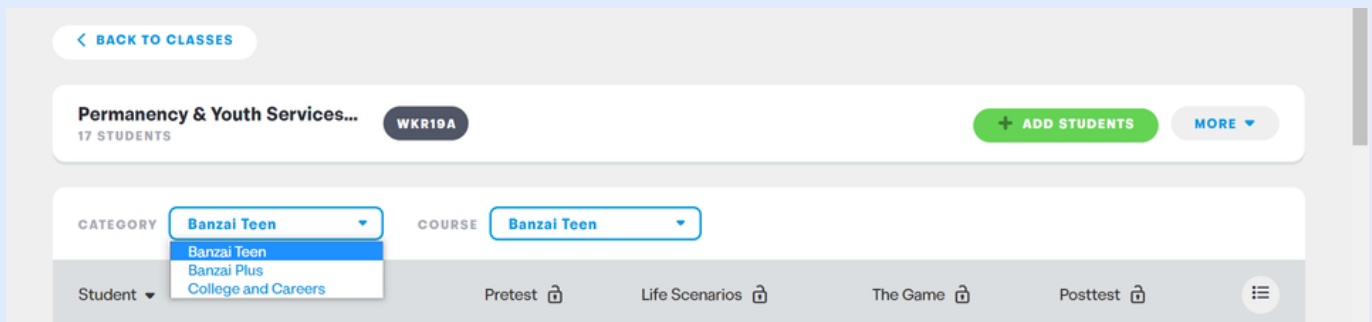 BACK TO CLASSES
Permanency & Youth Services...
17 STUDENTS
WKR19A
+ ADD STUDENTS
MORE
CATEGORY Banzai Teen COURSE Banzai Teen
Banzai Teen
Banzai Plus
College and Careers
Student Pretest Life Scenarios The Game Posttest